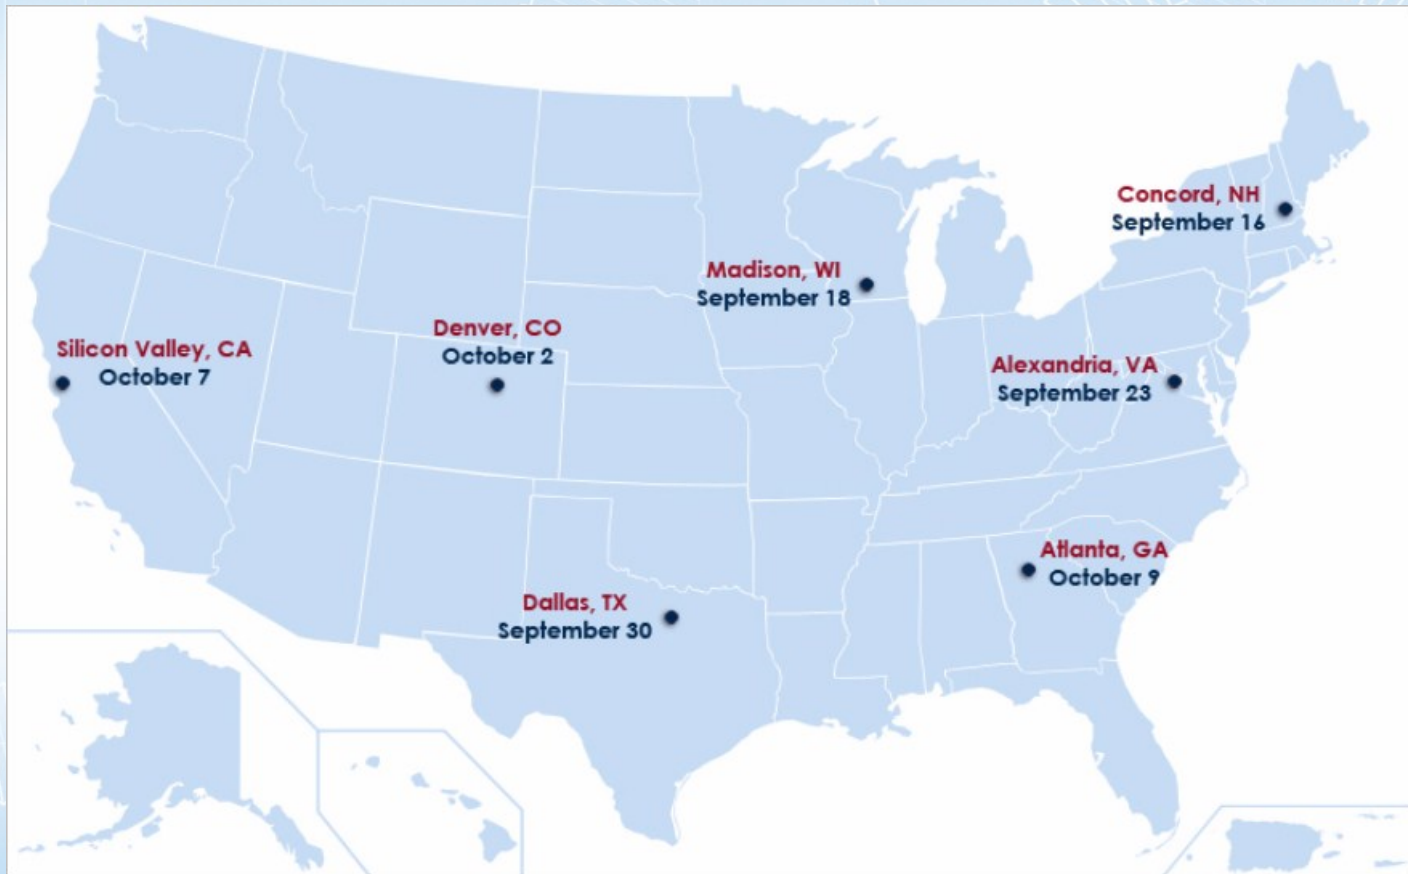 Concord, NH
September 16
Madison, WI
September 18
Denver, CO
October 2
Silicon Valley, CA
October 7
Alexandria, VA
September 23
Atlanta, GA
October 9
Dallas, TX
September 30